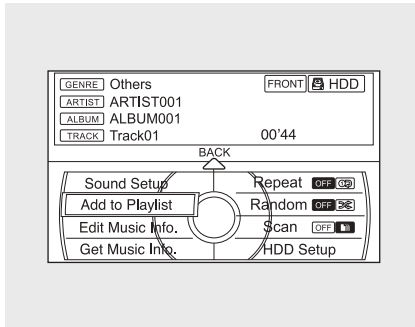 GENRE Others FRONT HDD
ARTIST ARTIST001
ALBUM ALBUM001
TRACK Track01 00'44
BACK
Sound Setup Repeat OFF
Add to Playlist Random OFF
Edit Music Info. Scan OFF
Get Music Info. HDD Setup